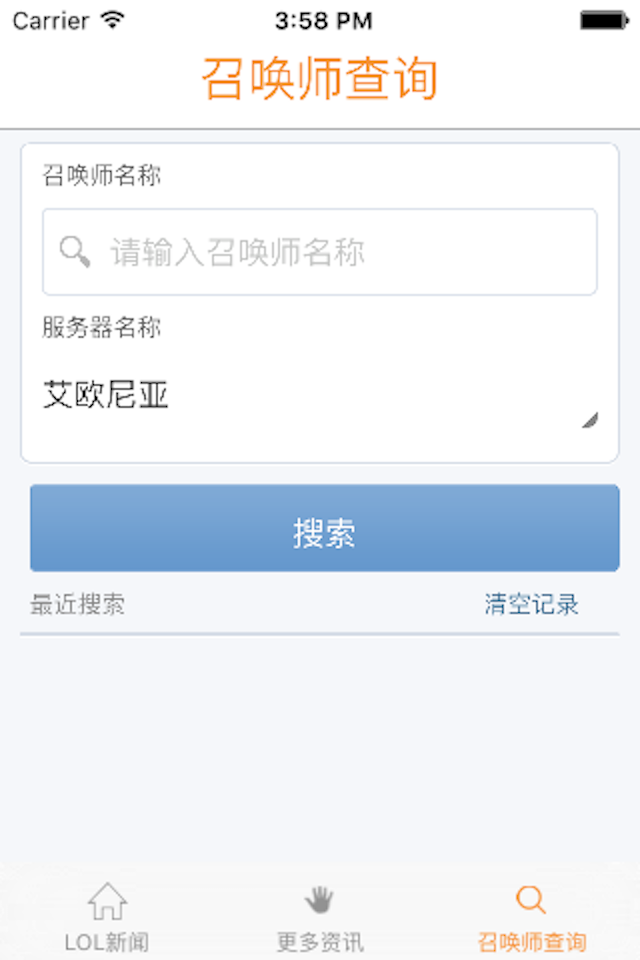 Carrier 3:58 PM
召唤师查询
召唤师名称
请输入召唤师名称
服务器名称
艾欧尼亚
搜索
最近搜索 清空记录
LOL新闻 更多资讯 召唤师查询